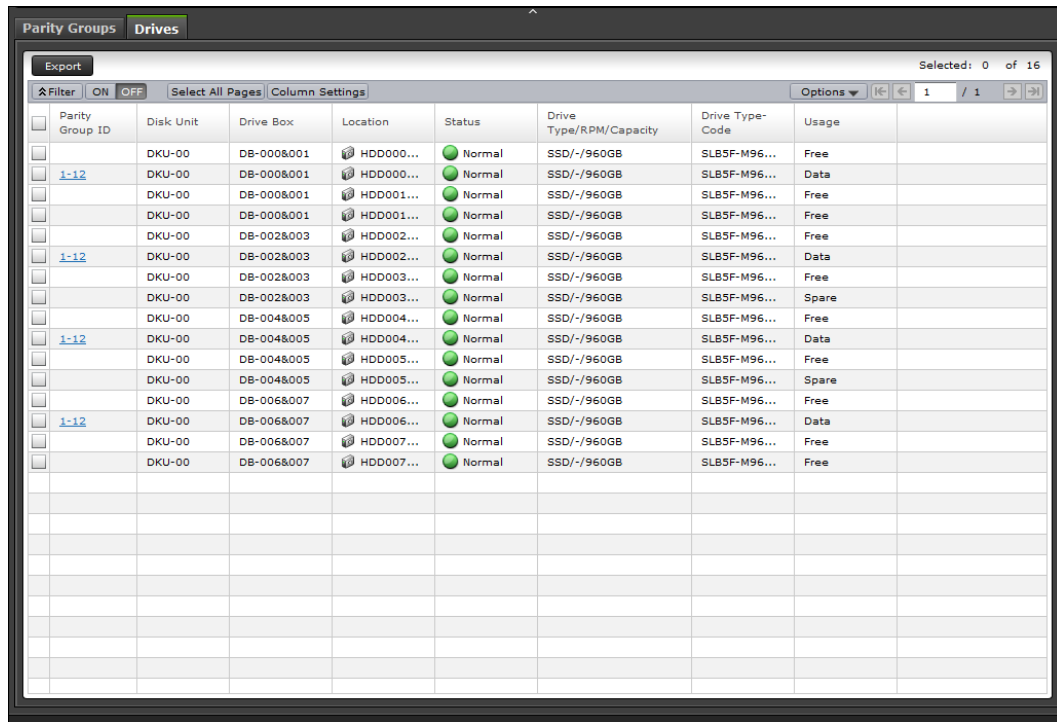 Parity Groups Drives
Export Selected: 0 of 16
Filter ON OFF Select All Pages Column Settings Options 1 / 1
Parity Group ID Disk Unit Drive Box Location Status Drive Type/RPM/Capacity Drive Type-Code Usage
DKU-00 DB-000&001 HDD000... Normal SSD/-/960GB SLB5F-M96... Free
1-12 DKU-00 DB-000&001 HDD000... Normal SSD/-/960GB SLB5F-M96... Data
DKU-00 DB-000&001 HDD001... Normal SSD/-/960GB SLB5F-M96... Free
DKU-00 DB-000&001 HDD001... Normal SSD/-/960GB SLB5F-M96... Free
DKU-00 DB-002&003 HDD002... Normal SSD/-/960GB SLB5F-M96... Free
1-12 DKU-00 DB-002&003 HDD002... Normal SSD/-/960GB SLB5F-M96... Data
DKU-00 DB-002&003 HDD003... Normal SSD/-/960GB SLB5F-M96... Free
DKU-00 DB-002&003 HDD003... Normal SSD/-/960GB SLB5F-M96... Spare
DKU-00 DB-004&005 HDD004... Normal SSD/-/960GB SLB5F-M96... Free
1-12 DKU-00 DB-004&005 HDD004... Normal SSD/-/960GB SLB5F-M96... Data
DKU-00 DB-004&005 HDD005... Normal SSD/-/960GB SLB5F-M96... Free
DKU-00 DB-004&005 HDD005... Normal SSD/-/960GB SLB5F-M96... Spare
DKU-00 DB-006&007 HDD006... Normal SSD/-/960GB SLB5F-M96... Free
1-12 DKU-00 DB-006&007 HDD006... Normal SSD/-/960GB SLB5F-M96... Data
DKU-00 DB-006&007 HDD007... Normal SSD/-/960GB SLB5F-M96... Free
DKU-00 DB-006&007 HDD007... Normal SSD/-/960GB SLB5F-M96... Free